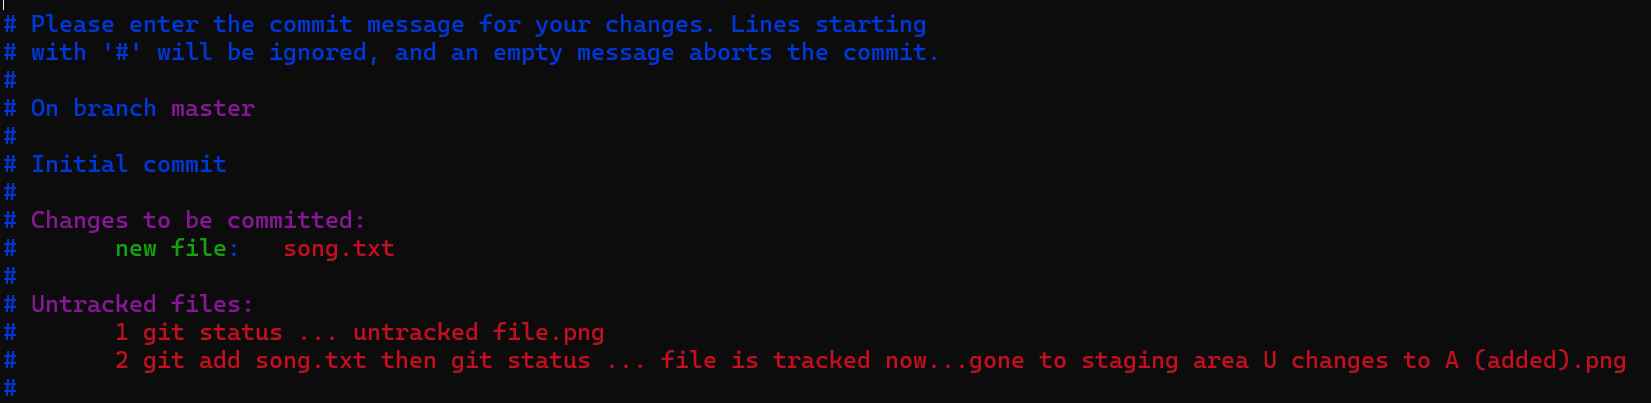 # Please enter the commit message for your changes. Lines starting
# with '#' will be ignored, and an empty message aborts the commit.
#
# On branch master
#
# Initial commit
#
# Changes to be committed:
#       new file:   song.txt
#
# Untracked files:
#       1 git status ... untracked file.png
#       2 git add song.txt then git status ... file is tracked now...gone to staging area U changes to A (added).png
#